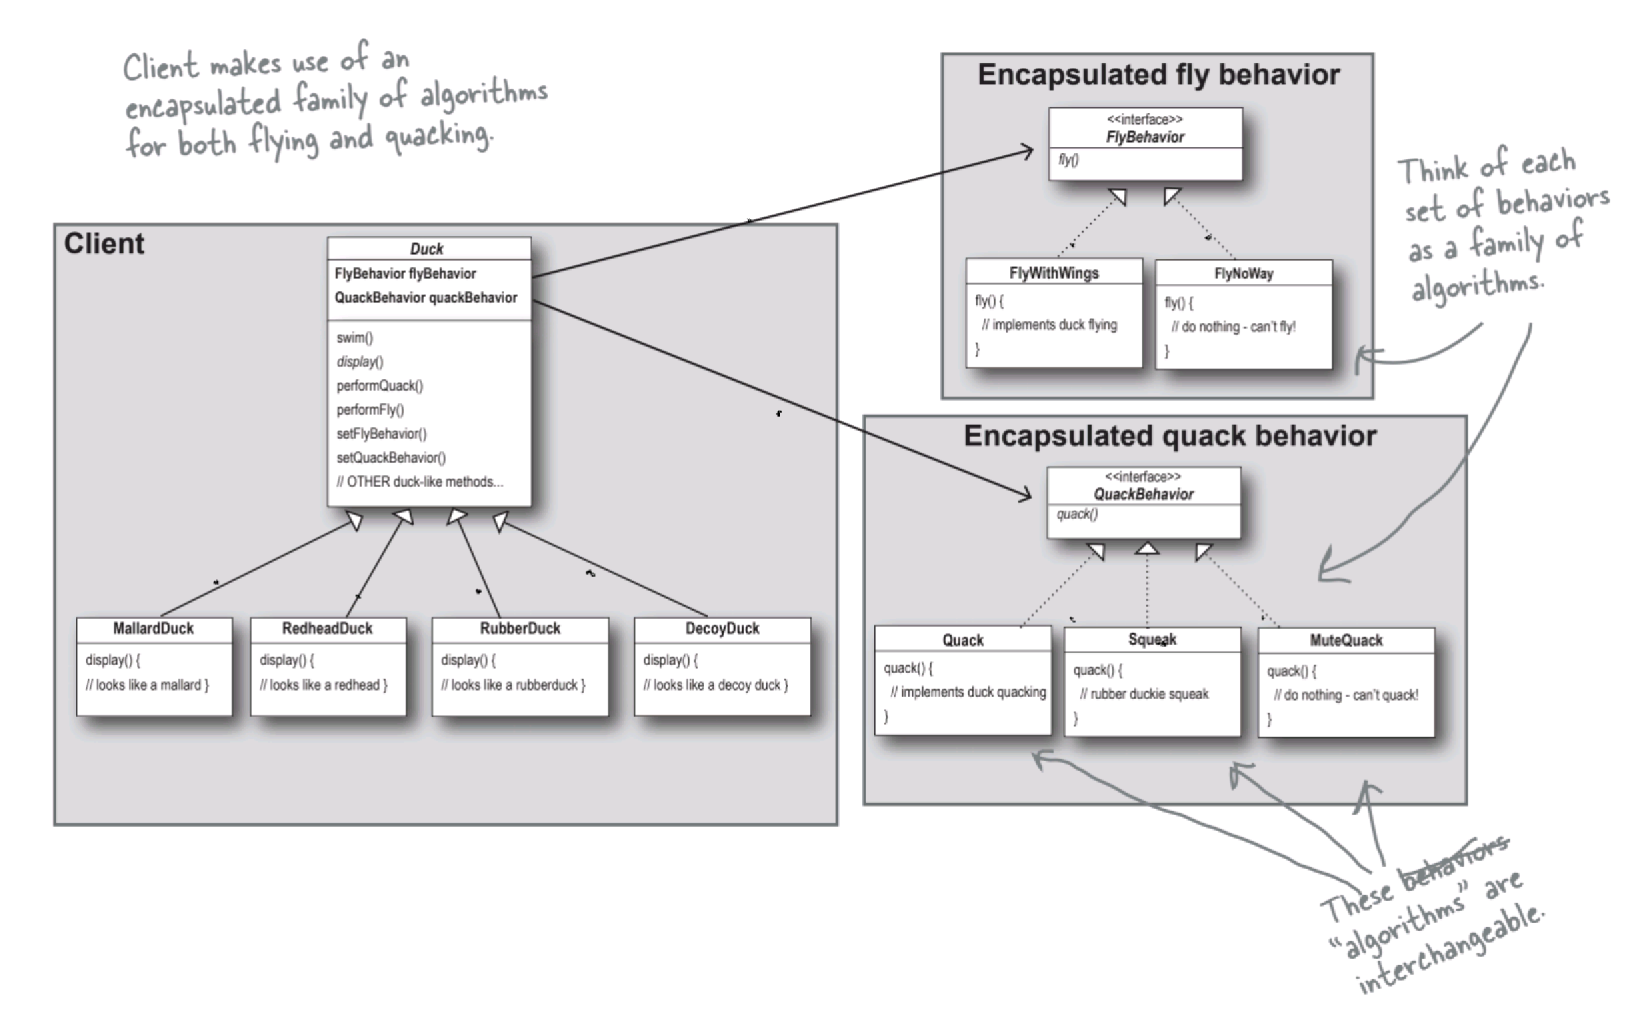 Client makes use of an
encapsulated family of algorithms
for both flying and quacking.
Client
Duck
FlyBehavior flyBehavior
QuackBehavior quackBehavior
swim()
display()
performQuack()
performFly()
setFlyBehavior()
setQuackBehavior()
// OTHER duck-like methods...
MallardDuck
display() {
// looks like a mallard }
RedheadDuck
display() {
// looks like a redhead }
RubberDuck
display() {
// looks like a rubberduck }
DecoyDuck
display() {
// looks like a decoy duck }
Encapsulated fly behavior
<<interface>>
FlyBehavior
fly()
FlyWithWings
fly() {
// implements duck flying
}
FlyNoWay
fly() {
// do nothing - can't fly!
}
Think of each
set of behaviors
as a family of
algorithms.
Encapsulated quack behavior
<<interface>>
QuackBehavior
quack()
Quack
quack() {
// implements duck quacking
}
Squeak
quack() {
// rubber duckie squeak
}
MuteQuack
quack() {
// do nothing - can't quack!
}
These behaviors
“algorithms” are
interchangeable.